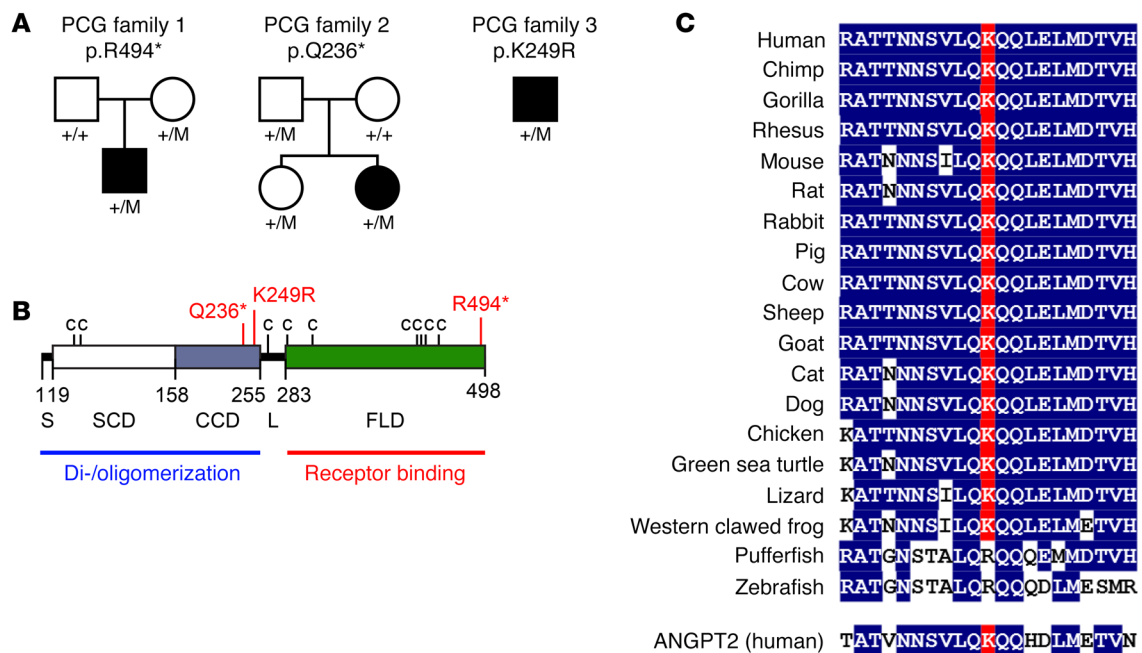 A
PCG family 1
p.R494*
+/+
+/M
+/M
PCG family 2
p.Q236*
+/M
+/+
+/M
+/M
PCG family 3
p.K249R
+/M
B
Q236*
K249R
R494*
C C
C
C
C
CCCC
1 19
158
255
283
498
S
SCD
CCD
L
FLD
Di-/oligomerization
Receptor binding
C
Human RATTNNSVLQKQQLELMDTVH
Chimp RATTNNSVLQKQQLELMDTVH
Gorilla RATTNNSVLQKQQLELMDTVH
Rhesus RATTNNSVLQKQQLELMDTVH
Mouse RATNNNSILQKQQLELMDTVH
Rat RATNNNSVLQKQQLELMDTVH
Rabbit RATTNNSVLQKQQLELMDTVH
Pig RATTNNSVLQKQQLELMDTVH
Cow RATTNNSVLQKQQLELMDTVH
Sheep RATTNNSVLQKQQLELMDTVH
Goat RATTNNSVLQKQQLELMDTVH
Cat RATNNNSVLQKQQLELMDTVH
Dog RATNNNSVLQKQQLELMDTVH
Chicken KATTNNSVLQKQQLELMDTVH
Green sea turtle KATNNNSVLQKQQLELMDTVH
Lizard KATTNNSILQKQQLELMDTVH
Western clawed frog KATNNNSILQKQQLELMETVH
Pufferfish RATGNSTALQRQQQEMMDTVH
Zebrafish RATGNSTALQRQQQDLMESMR
ANGPT2 (human) TATVNNSVLQKQQHDLMETVN